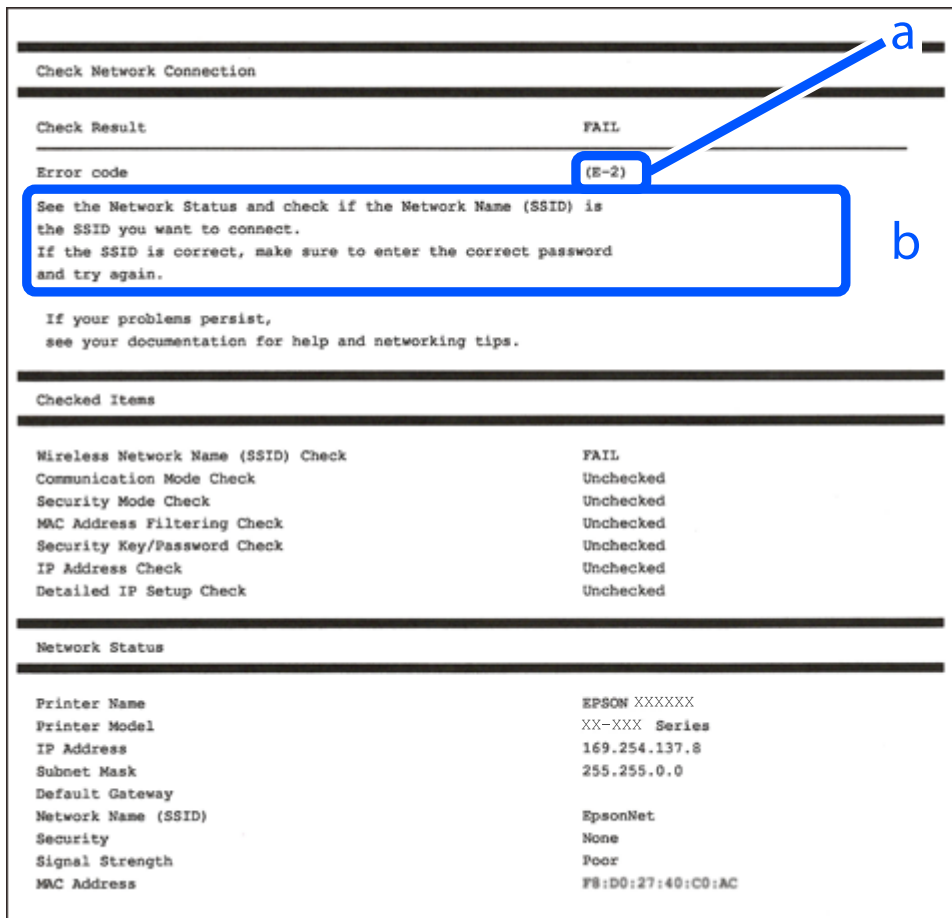 a
Check Network Connection
Check Result FAIL
Error code (E-2)
See the Network Status and check if the Network Name (SSID) is
the SSID you want to connect.
If the SSID is correct, make sure to enter the correct password
and try again.
b
If your problems persist,
see your documentation for help and networking tips.
Checked Items
Wireless Network Name (SSID) Check FAIL
Communication Mode Check Unchecked
Security Mode Check Unchecked
MAC Address Filtering Check Unchecked
Security Key/Password Check Unchecked
IP Address Check Unchecked
Detailed IP Setup Check Unchecked
Network Status
Printer Name EPSON XXXXXX
Printer Model XX-XXX Series
IP Address 169.254.137.8
Subnet Mask 255.255.0.0
Default Gateway
Network Name (SSID) EpsonNet
Security None
Signal Strength Poor
MAC Address F8:D0:27:40:C0:AC